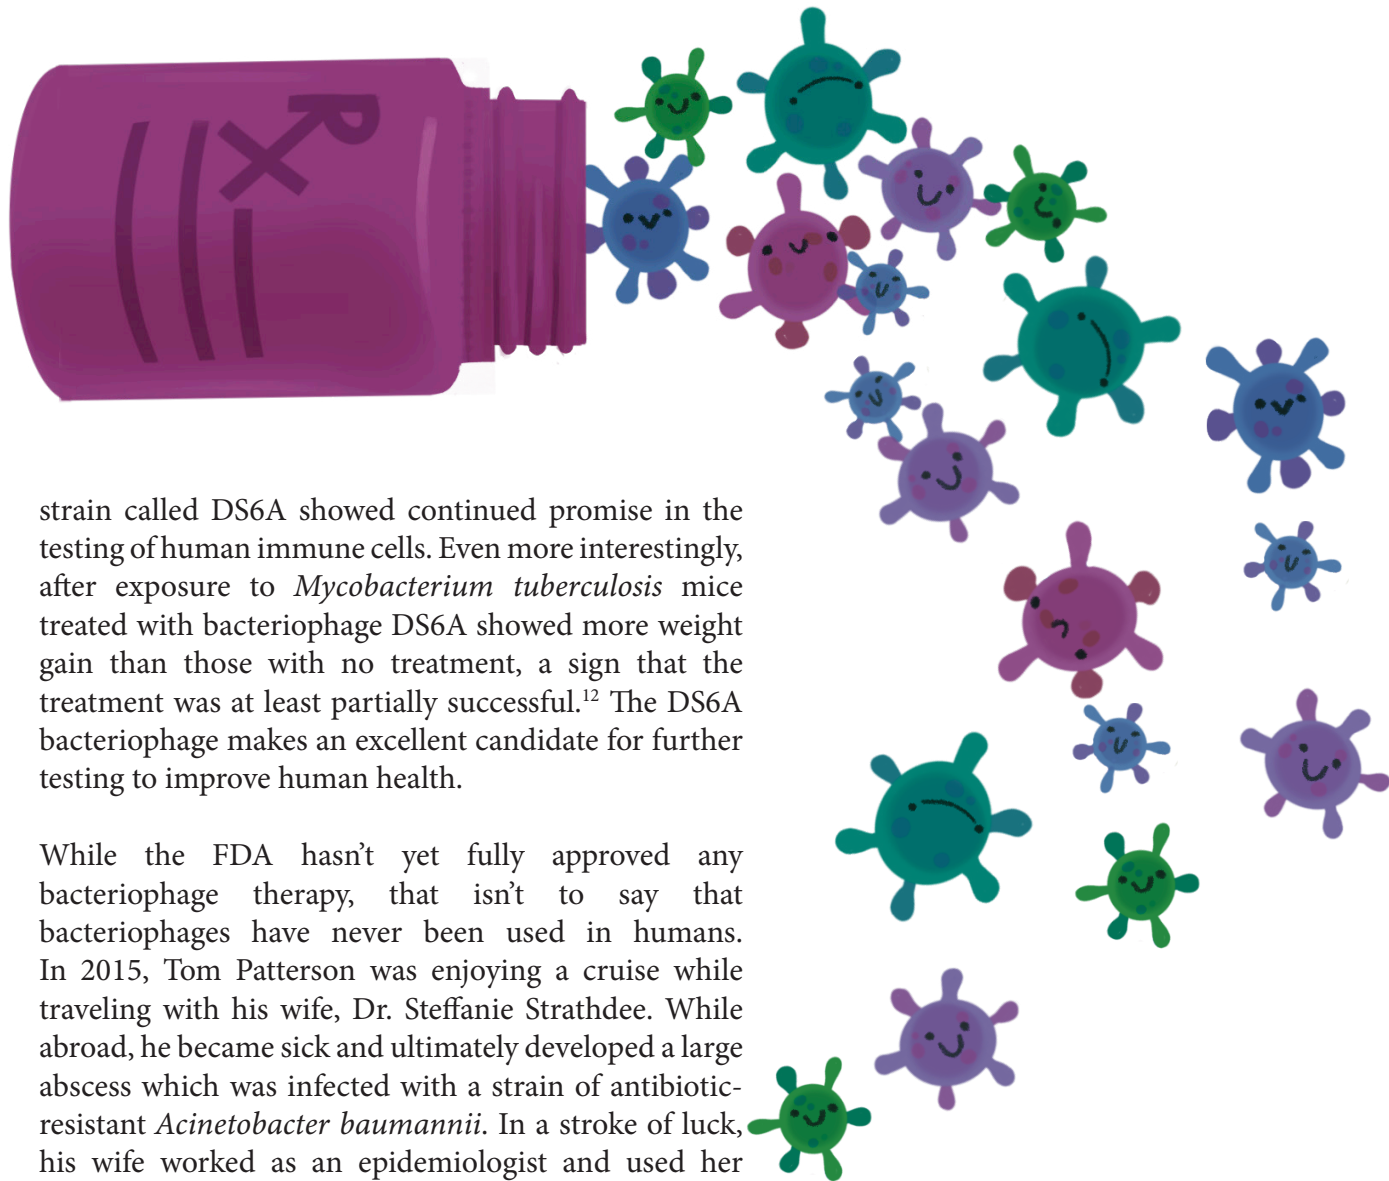 Rx
strain called DS6A showed continued promise in the
testing of human immune cells. Even more interestingly,
after exposure to Mycobacterium tuberculosis mice
treated with bacteriophage DS6A showed more weight
gain than those with no treatment, a sign that the
treatment was at least partially successful.12 The DS6A
bacteriophage makes an excellent candidate for further
testing to improve human health.
While the FDA hasn't yet fully approved any
bacteriophage therapy, that isn't to say that
bacteriophages have never been used in humans.
In 2015, Tom Patterson was enjoying a cruise while
traveling with his wife, Dr. Steffanie Strathdee. While
abroad, he became sick and ultimately developed a large
abscess which was infected with a strain of antibiotic-
resistant Acinetobacter baumannii. In a stroke of luck,
his wife worked as an epidemiologist and used her